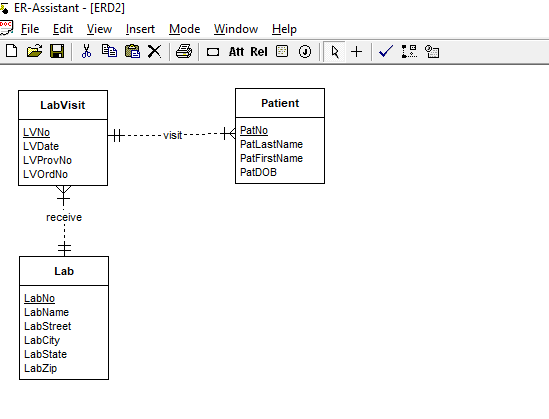 ER-Assistant - [ERD2]
DOC File Edit View Insert Mode Window Help
Att Rel
LabVisit
LVNo
LVDate
LVProvNo
LVOrdNo
visit
Patient
PatNo
PatLastName
PatFirstName
PatDOB
receive
Lab
LabNo
LabName
LabStreet
LabCity
LabState
LabZip